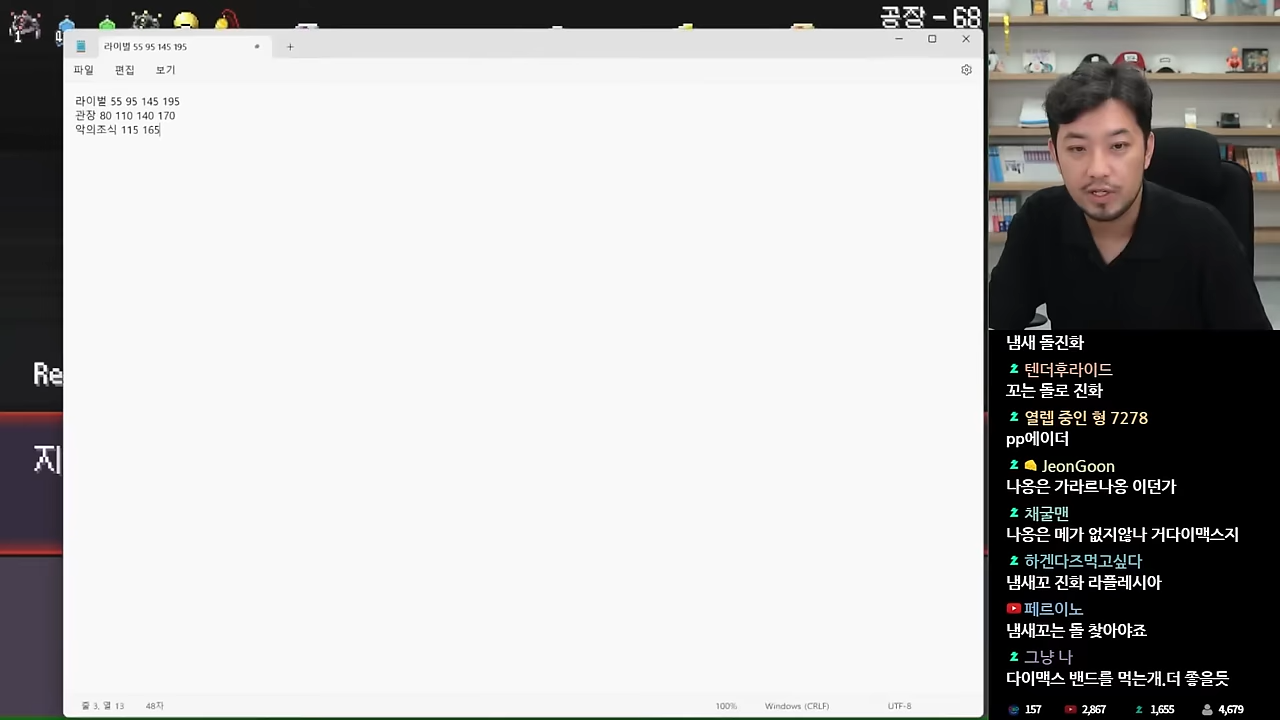 공장 - 68
라이벌 55 95 145 195
파일 편집 보기
라이벌 55 95 145 195
관장 80 110 140 170
악의조식 115 165
Re
지
줄 3, 열 13 48자 100% Windows (CRLF) UTF-8
냄새 돌진화
텐더후라이드
꼬는 돌로 진화
열렙 중인 형 7278
pp에이더
JeonGoon
나옹은 가라르나옹 이던가
채굴맨
나옹은 메가 없지않나 거다이맥스지
하겐다즈먹고싶다
냄새꼬 진화 라플레시아
페르이노
냄새꼬는 돌 찾아야죠
그냥 나
다이맥스 밴드를 먹는개.더 좋을듯
157 2,867 1,655 4,679